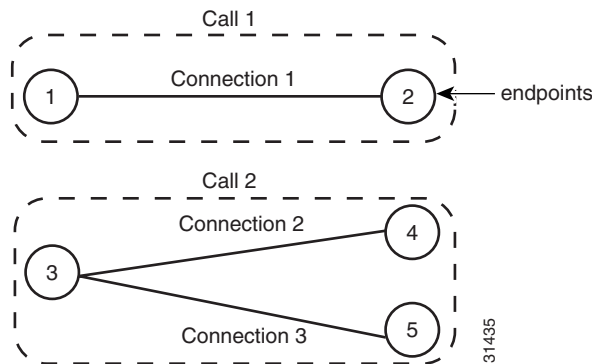 Call 1
Connection 1
1
2
endpoints
Call 2
Connection 2
4
3
Connection 3
5
31435